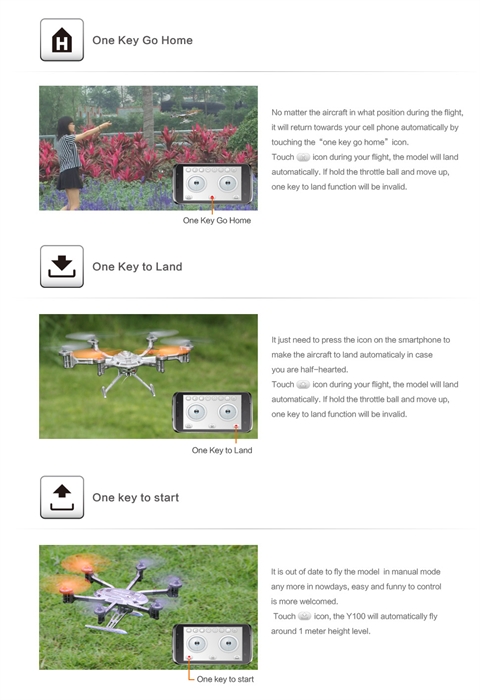 H
One Key Go Home
No matter the aircraft in what position during the flight,
it will return towards your cell phone automatically by
touching the "one key go home" icon.
Touch icon during your flight, the model will land
automatically. If hold the throttle ball and move up,
one key to land function will be invalid.
One Key Go Home
One Key to Land
It just need to press the icon on the smartphone to
make the aircraft to land automaticaly in case
you are half-hearted.
Touch icon during your flight, the model will land
automatically. If hold the throttle ball and move up,
one key to land function will be invalid.
One Key to Land
One key to start
It is out of date to fly the model in manual mode
any more in nowdays, easy and funny to control
is more welcomed.
Touch icon, the Y100 will automatically fly
around 1 meter height level.
One key to start